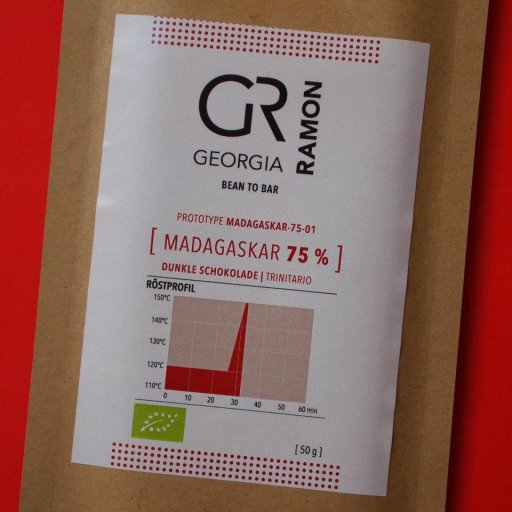 GR
GEORGIA
RAMON
BEAN TO BAR
PROTOTYPE MADAGASKAR-75-01
[ MADAGASKAR 75 % ]
DUNKLE SCHOKOLADE | TRINITARIO
RÖSTPROFIL
150°C
140°C
130°C
120°C
110°C
0 10 20 30 40 50 60 min
[ 50 g ]